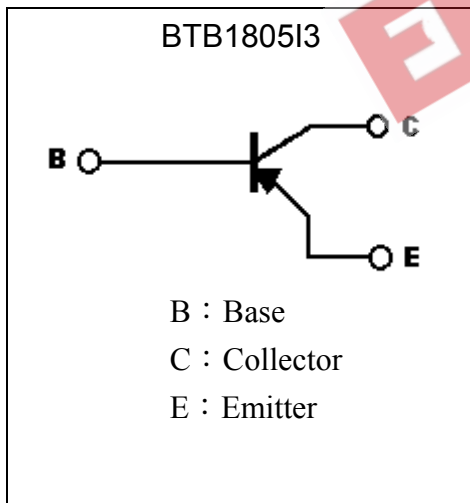 BTB1805I3
B C
E
B：Base
C：Collector
E：Emitter